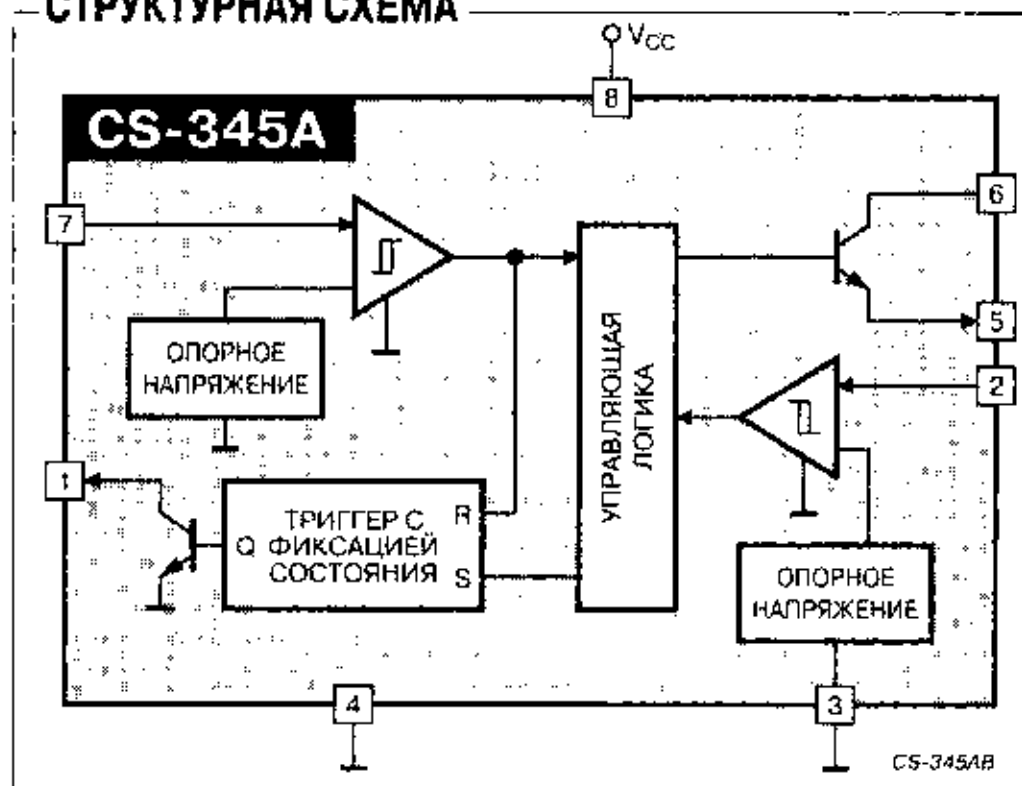 СТРУКТУРНАЯ СХЕМА
VCC
8
CS-345A
7
6
5
2
ОПОРНОЕ
НАПРЯЖЕНИЕ
УПРАВЛЯЮЩАЯ
ЛОГИКА
1
ТРИГГЕР С
ФИКСАЦИЕЙ
СОСТОЯНИЯ
Q
R
S
ОПОРНОЕ
НАПРЯЖЕНИЕ
4
3
CS-345AB